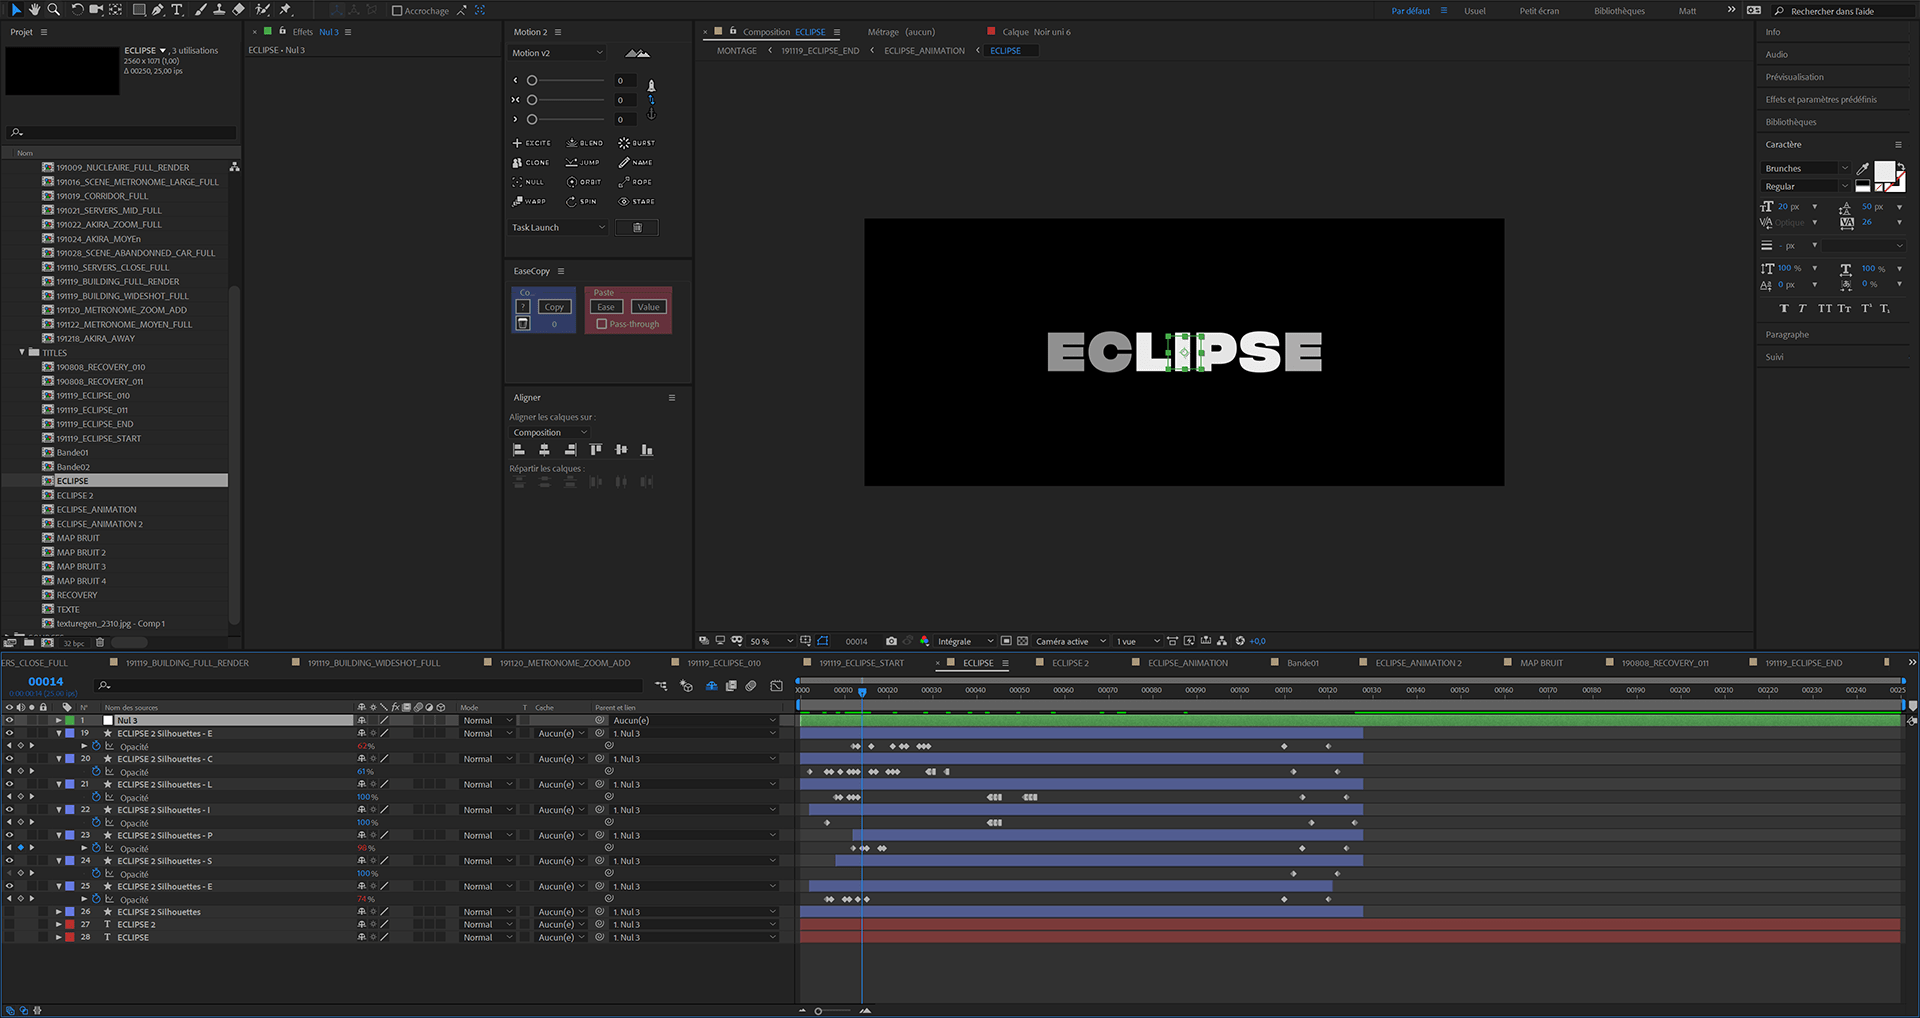 Accrochage
Par défaut
Usuel
Petit écran
Bibliothèques
Matt
Rechercher dans l'aide
Projet
ECLIPSE , 3 utilisations
2560 x 1071 (1,00)
Δ 00250, 25,00 ips
Nom
191009_NUCLEAIRE_FULL_RENDER
191016_SCENE_METRONOME_LARGE_FULL
191019_CORRIDOR_FULL
191021_SERVERS_MID_FULL
191022_AKIRA_ZOOM_FULL
191024_AKIRA_MOYEn
191028_SCENE_ABANDONNED_CAR_FULL
191110_SERVERS_CLOSE_FULL
191119_BUILDING_FULL_RENDER
191119_BUILDING_WIDESHOT_FULL
191120_METRONOME_ZOOM_ADD
191122_METRONOME_MOYEN_FULL
191218_AKIRA_AWAY
TITLES
190808_RECOVERY_010
190808_RECOVERY_011
191119_ECLIPSE_010
191119_ECLIPSE_011
191119_ECLIPSE_END
191119_ECLIPSE_START
Bande01
Bande02
ECLIPSE
ECLIPSE 2
ECLIPSE_ANIMATION
ECLIPSE_ANIMATION 2
MAP BRUIT
MAP BRUIT 2
MAP BRUIT 3
MAP BRUIT 4
RECOVERY
TEXTE
texturegen_2310.jpg - Comp 1
32 bpc
Effets Nul 3
ECLIPSE • Nul 3
Motion 2
Motion v2
0
0
0
EXCITE BLEND BURST
CLONE JUMP NAME
NULL ORBIT ROPE
WARP SPIN STARE
Task Launch
EaseCopy
Co... Paste
? Copy Ease Value
0 Pass-through
Aligner
Aligner les calques sur :
Composition
Répartir les calques :
Composition ECLIPSE
Métrage (aucun)
Calque Noir uni 6
MONTAGE
191119_ECLIPSE_END
ECLIPSE_ANIMATION
ECLIPSE
ECLIPSE
50 %
00014
Intégrale
Caméra active
1 vue
+0,0
Info
Audio
Prévisualisation
Effets et paramètres prédéfinis
Bibliothèques
Caractère
Brunches
Regular
20 px 50 px
Optique 26
- px
100 % 100 %
0 px 0 %
Paragraphe
Suivi
ERS_CLOSE_FULL
191119_BUILDING_FULL_RENDER
191119_BUILDING_WIDESHOT_FULL
191120_METRONOME_ZOOM_ADD
191119_ECLIPSE_010
191119_ECLIPSE_START
ECLIPSE
ECLIPSE 2
ECLIPSE_ANIMATION
Bande01
ECLIPSE_ANIMATION 2
MAP BRUIT
190808_RECOVERY_011
191119_ECLIPSE_END
00014
0:00:00:14 (25.00 ips)
0000 00010 00020 00030 00040 00050 00060 00070 00080 00090 00100 00110 00120 00130 00140 00150 00160 00170 00180 00190 00200 00210 00220 00230 00240 0025
N° Nom des sources Mode T Cache Parent et lien
1 Nul 3 Normal Aucun(e)
19 ECLIPSE 2 Silhouettes - E Normal Aucun(e) 1. Nul 3
Opacité 62%
20 ECLIPSE 2 Silhouettes - C Normal Aucun(e) 1. Nul 3
Opacité 61%
21 ECLIPSE 2 Silhouettes - L Normal Aucun(e) 1. Nul 3
Opacité 100%
22 ECLIPSE 2 Silhouettes - I Normal Aucun(e) 1. Nul 3
Opacité 100%
23 ECLIPSE 2 Silhouettes - P Normal Aucun(e) 1. Nul 3
Opacité 96%
24 ECLIPSE 2 Silhouettes - S Normal Aucun(e) 1. Nul 3
Opacité 100%
25 ECLIPSE 2 Silhouettes - E Normal Aucun(e) 1. Nul 3
Opacité 74%
26 ECLIPSE 2 Silhouettes Normal Aucun(e) 1. Nul 3
27 T ECLIPSE 2 Normal Aucun(e) 1. Nul 3
28 T ECLIPSE Normal Aucun(e) 1. Nul 3